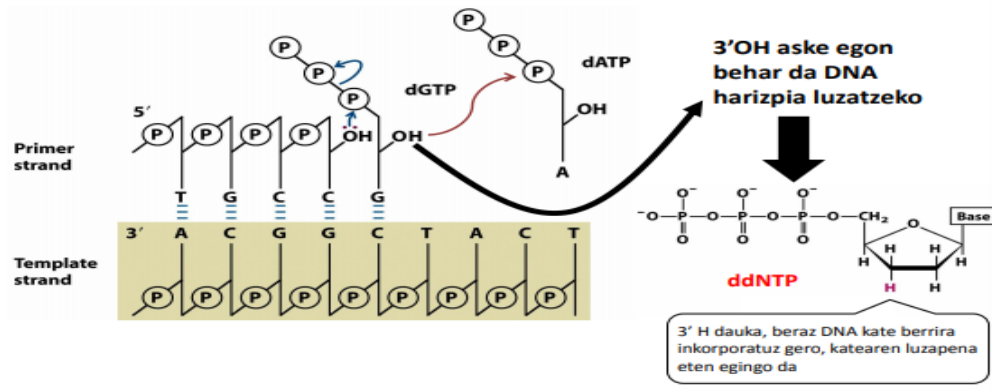 P
P
P
dGTP
P
P
P
dATP
OH
A
3'OH aske egon
behar da DNA
harizpia luzatzeko
Primer
strand
5′
P P P P ÖH OH
T G C C G
Template
strand
3′ A C G G C T A C T
P P P P P P P P P
O⁻ O⁻ O⁻
⁻O–P–O–P–O–P–O–CH₂ O Base
O O O
H H H H
H H
ddNTP
3' H dauka, beraz DNA kate berrira
inkorporatuz gero, katearen luzapena
eten egingo da